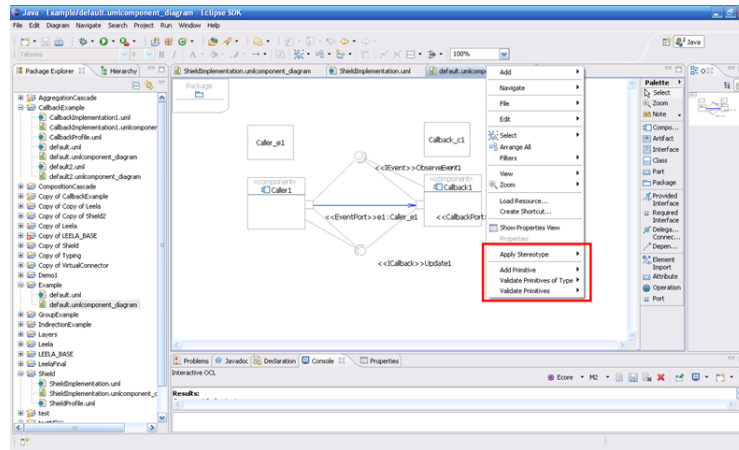 Java - Example/default.umlcomponent_diagram - Eclipse SDK
File Edit Diagram Navigate Search Project Run Window Help
Tahoma
100%
Java
Package Explorer
Hierarchy
ShieldImplementation.umlcomponent_diagram
ShieldImplementation.uml
default.umlcompo
AggregationCascade
CallbackExample
CallbackImplementation1.uml
CallbackImplementation1.umlcomponer
CallbackProfile.uml
default.uml
default.umlcomponent_diagram
default2.uml
default2.umlcomponent_diagram
CompositionCascade
Copy of CallbackExample
Copy of Copy of Leela
Copy of Copy of Shield2
Copy of Leela
Copy of LEELA_BASE
Copy of Shield
Copy of Typing
Copy of VirtualConnector
Demo1
Example
default.uml
default.umlcomponent_diagram
GroupExample
IndirectionExample
Layers
Leela
LEELA_BASE
LeelaFinal
Shield
ShieldImplementation.uml
ShieldImplementation.umlcomponent_c
ShieldProfile.uml
test
Package
Caller_e1
Callback_c1
<<IEvent>>ObserveEvent1
«component»
Caller1
«component»
Callback1
<<EventPort>>e1:Caller_e1
<<CallbackPort:
<<ICallback>>Update1
Add
Navigate
File
Edit
Select
Arrange All
Filters
View
Zoom
Load Resource...
Create Shortcut...
Show Properties View
Properties
Apply Stereotype
Add Primitive
Validate Primitives of Type
Validate Primitives
Palette
Select
Zoom
Note
Compo...
Artifact
Interface
Class
Part
Package
Provided
Interface
Required
Interface
Delega...
Connec...
Depen...
Element
Import
Attribute
Operation
Port
Problems
Javadoc
Declaration
Console
Properties
Interactive OCL
Ecore
M2
Results: